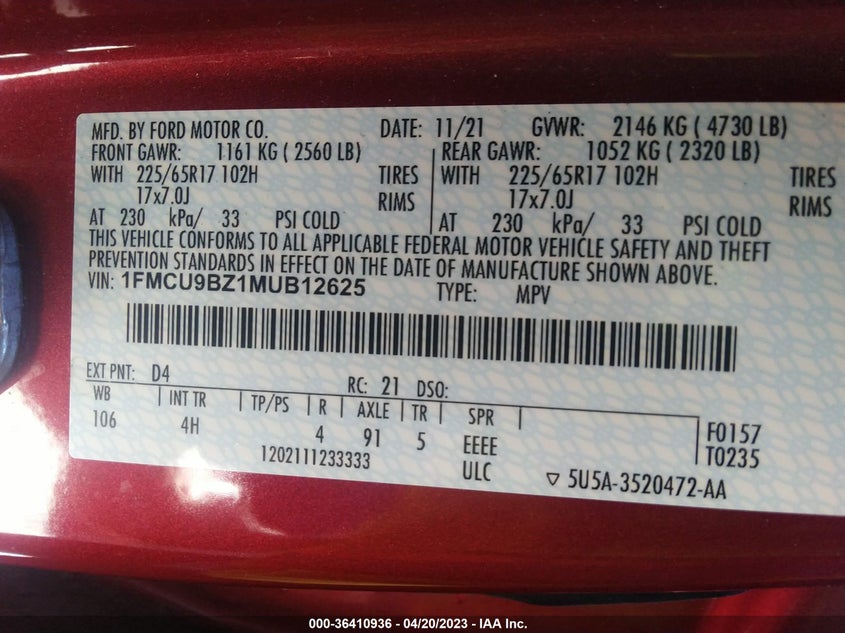 MFD. BY FORD MOTOR CO. DATE: 11/21 GVWR: 2146 KG ( 4730 LB)
FRONT GAWR: 1161 KG ( 2560 LB) REAR GAWR: 1052 KG ( 2320 LB)
WITH 225/65R17 102H TIRES WITH 225/65R17 102H TIRES
17x7.0J RIMS 17x7.0J RIMS
AT 230 kPa/ 33 PSI COLD AT 230 kPa/ 33 PSI COLD
THIS VEHICLE CONFORMS TO ALL APPLICABLE FEDERAL MOTOR VEHICLE SAFETY AND THEFT
PREVENTION STANDARDS IN EFFECT ON THE DATE OF MANUFACTURE SHOWN ABOVE.
VIN: 1FMCU9BZ1MUB12625 TYPE: MPV
EXT PNT: D4 RC: 21 DSO:
WB INT TR TP/PS R AXLE TR SPR
106 4H 4 91 5 EEEE F0157
1202111233333 ULC T0235
▽ 5U5A-3520472-AA
000-36410936 - 04/20/2023 - IAA Inc.